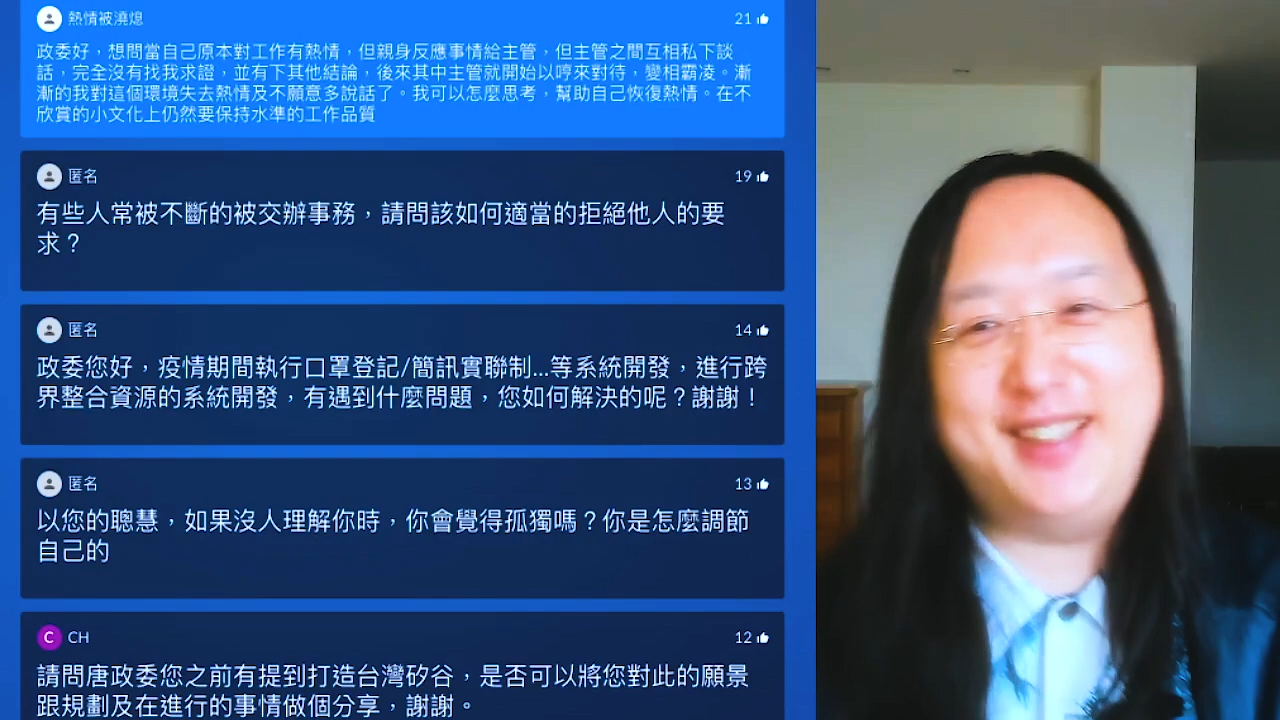 熱情被澆熄
21
政委好，想問當自己原本對工作有熱情，但親身反應事情給主管，但主管之間互相私下談
話，完全沒有找我求證，並有下其他結論，後來其中主管就開始以哼來對待，變相霸凌。漸
漸的我對這個環境失去熱情及不願意多說話了。我可以怎麼思考，幫助自己恢復熱情。在不
欣賞的小文化上仍然要保持水準的工作品質
匿名
19
有些人常被不斷的被交辦事務，請問該如何適當的拒絕他人的要
求？
匿名
14
政委您好，疫情期間執行口罩登記/簡訊實聯制...等系統開發，進行跨
界整合資源的系統開發，有遇到什麼問題，您如何解決的呢？謝謝！
匿名
13
以您的聰慧，如果沒人理解你時，你會覺得孤獨嗎？你是怎麼調節
自己的
C CH
12
請問唐政委您之前有提到打造台灣矽谷，是否可以將您對此的願景
跟規劃及在進行的事情做個分享，謝謝。